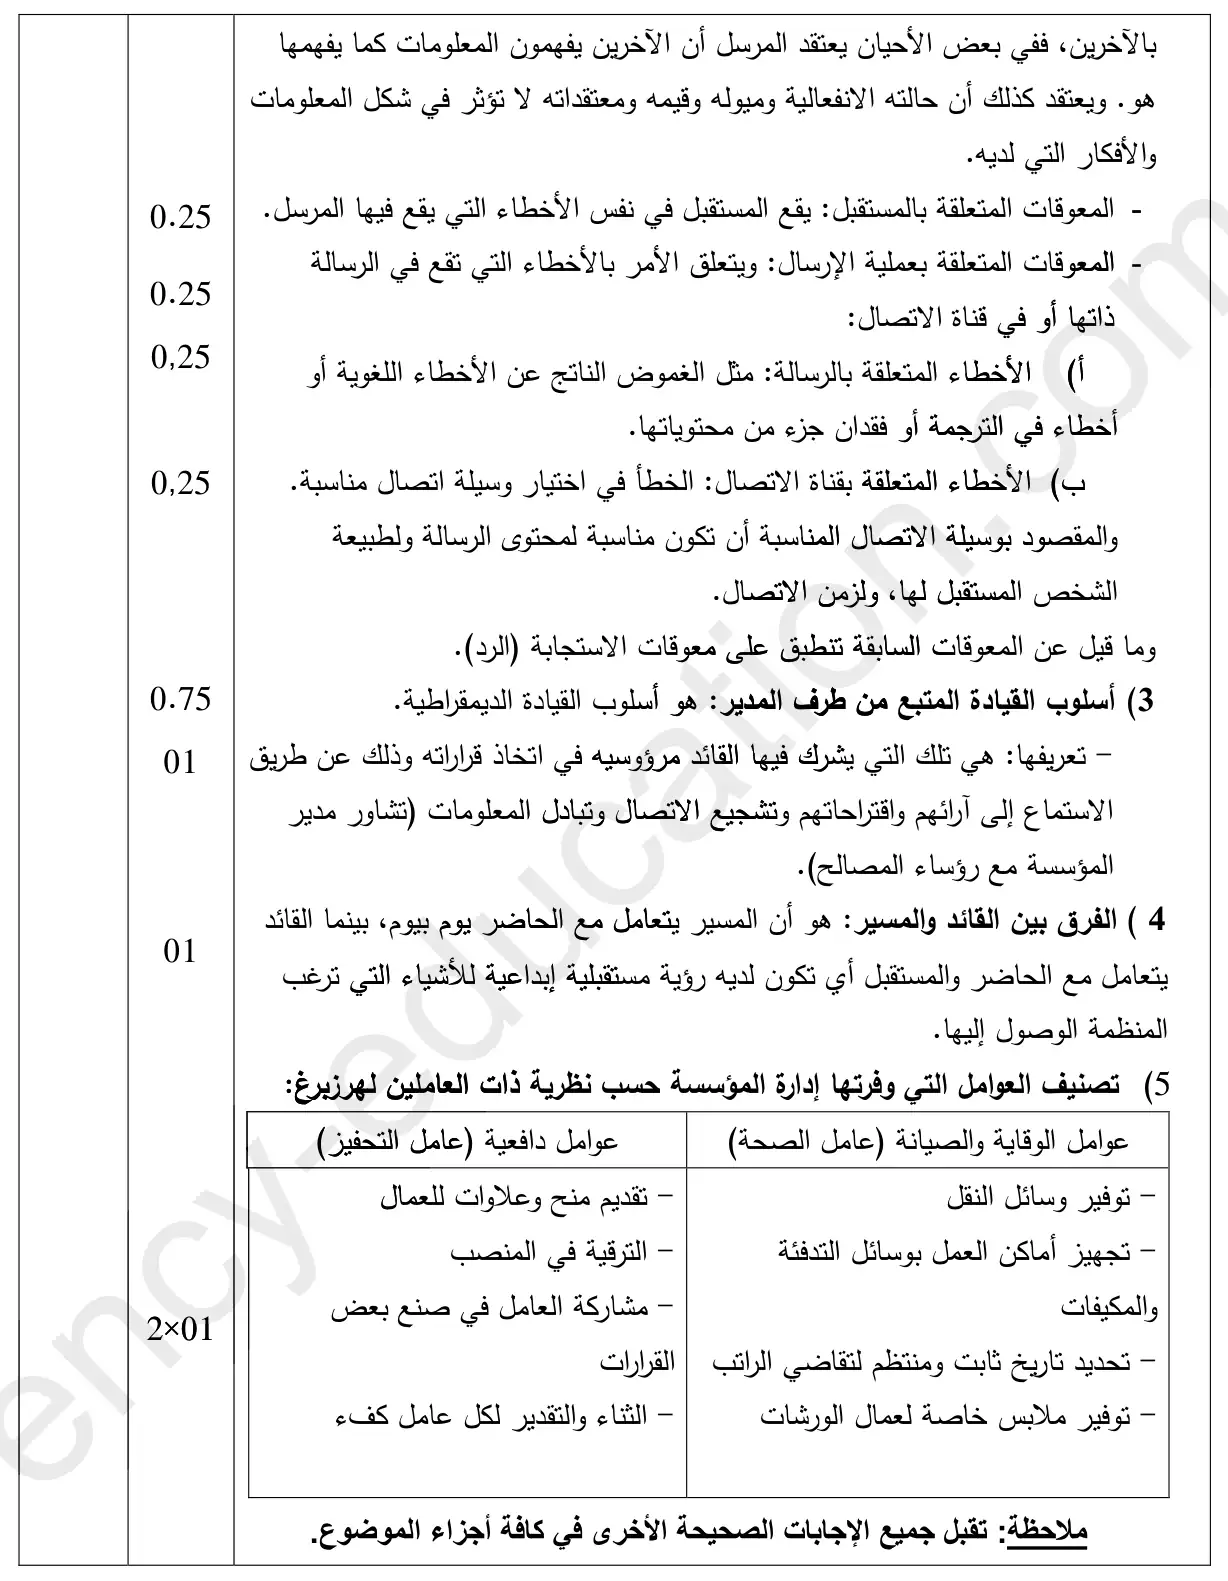 بالآخرين، ففي بعض الأحيان يعتقد المرسل أن الآخرين يفهمون المعلومات كما يفهمها
هو. ويعتقد كذلك أن حالته الانفعالية وميوله وقيمه ومعتقداته لا تؤثر في شكل المعلومات
والأفكار التي لديه.
- المعوقات المتعلقة بالمستقبل: يقع المستقبل في نفس الأخطاء التي يقع فيها المرسل.
0.25
- المعوقات المتعلقة بعملية الإرسال: ويتعلق الأمر بالأخطاء التي تقع في الرسالة
0.25
ذاتها أو في قناة الاتصال:
أ) الأخطاء المتعلقة بالرسالة: مثل الغموض الناتج عن الأخطاء اللغوية أو
0,25
أخطاء في الترجمة أو فقدان جزء من محتوياتها.
ب) الأخطاء المتعلقة بقناة الاتصال: الخطأ في اختيار وسيلة اتصال مناسبة.
0,25
والمقصود بوسيلة الاتصال المناسبة أن تكون مناسبة لمحتوى الرسالة ولطبيعة
الشخص المستقبل لها، ولزمن الاتصال.
وما قيل عن المعوقات السابقة تنطبق على معوقات الاستجابة (الرد).
3) أسلوب القيادة المتبع من طرف المدير: هو أسلوب القيادة الديمقراطية.
0.75
– تعريفها: هي تلك التي يشرك فيها القائد مرؤوسيه في اتخاذ قراراته وذلك عن طريق
01
الاستماع إلى آرائهم واقتراحاتهم وتشجيع الاتصال وتبادل المعلومات (تشاور مدير
المؤسسة مع رؤساء المصالح).
4 ) الفرق بين القائد والمسير: هو أن المسير يتعامل مع الحاضر يوم بيوم، بينما القائد
01
يتعامل مع الحاضر والمستقبل أي تكون لديه رؤية مستقبلية إبداعية للأشياء التي ترغب
المنظمة الوصول إليها.
5) تصنيف العوامل التي وفرتها إدارة المؤسسة حسب نظرية ذات العاملين لهرزبرغ:
عوامل الوقاية والصيانة (عامل الصحة)
– توفير وسائل النقل
– تجهيز أماكن العمل بوسائل التدفئة
والمكيفات
– تحديد تاريخ ثابت ومنتظم لتقاضي الراتب
– توفير ملابس خاصة لعمال الورشات
عوامل دافعية (عامل التحفيز)
– تقديم منح وعلاوات للعمال
– الترقية في المنصب
– مشاركة العامل في صنع بعض
القرارات
– الثناء والتقدير لكل عامل كفء
2×01
ملاحظة: تقبل جميع الإجابات الصحيحة الأخرى في كافة أجزاء الموضوع.
ency-education.com